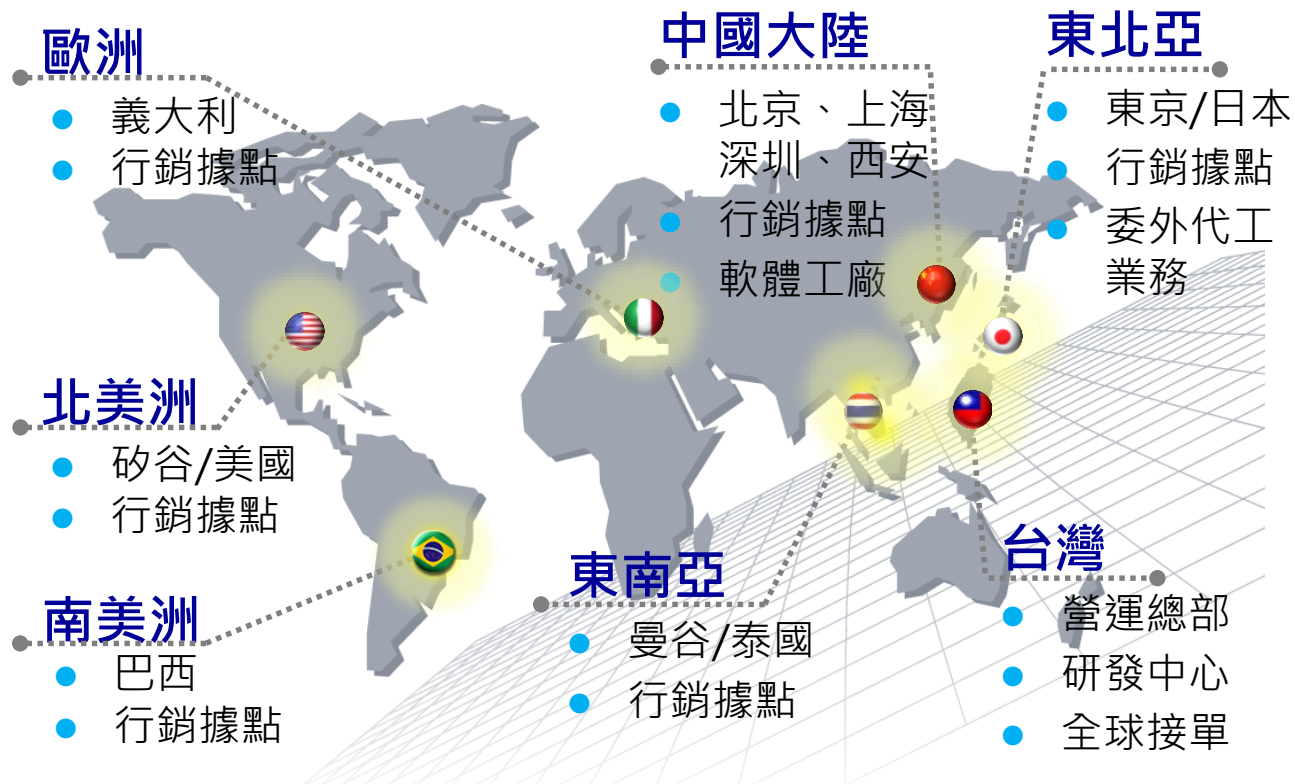 歐洲
義大利
行銷據點
中國大陸
北京、上海
深圳、西安
行銷據點
軟體工廠
東北亞
東京/日本
行銷據點
委外代工
業務
北美洲
矽谷/美國
行銷據點
南美洲
巴西
行銷據點
東南亞
曼谷/泰國
行銷據點
台灣
營運總部
研發中心
全球接單